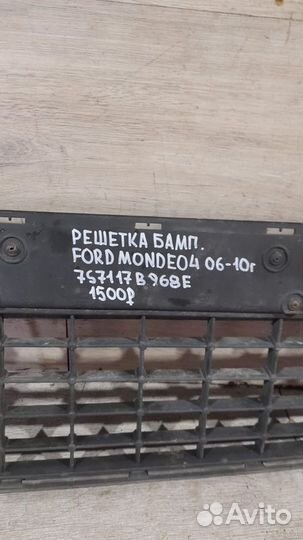 РЕШЕТКА БАМП.
FORD MONDEO4 06-10г
7S7117B968E
1500₽
Avito